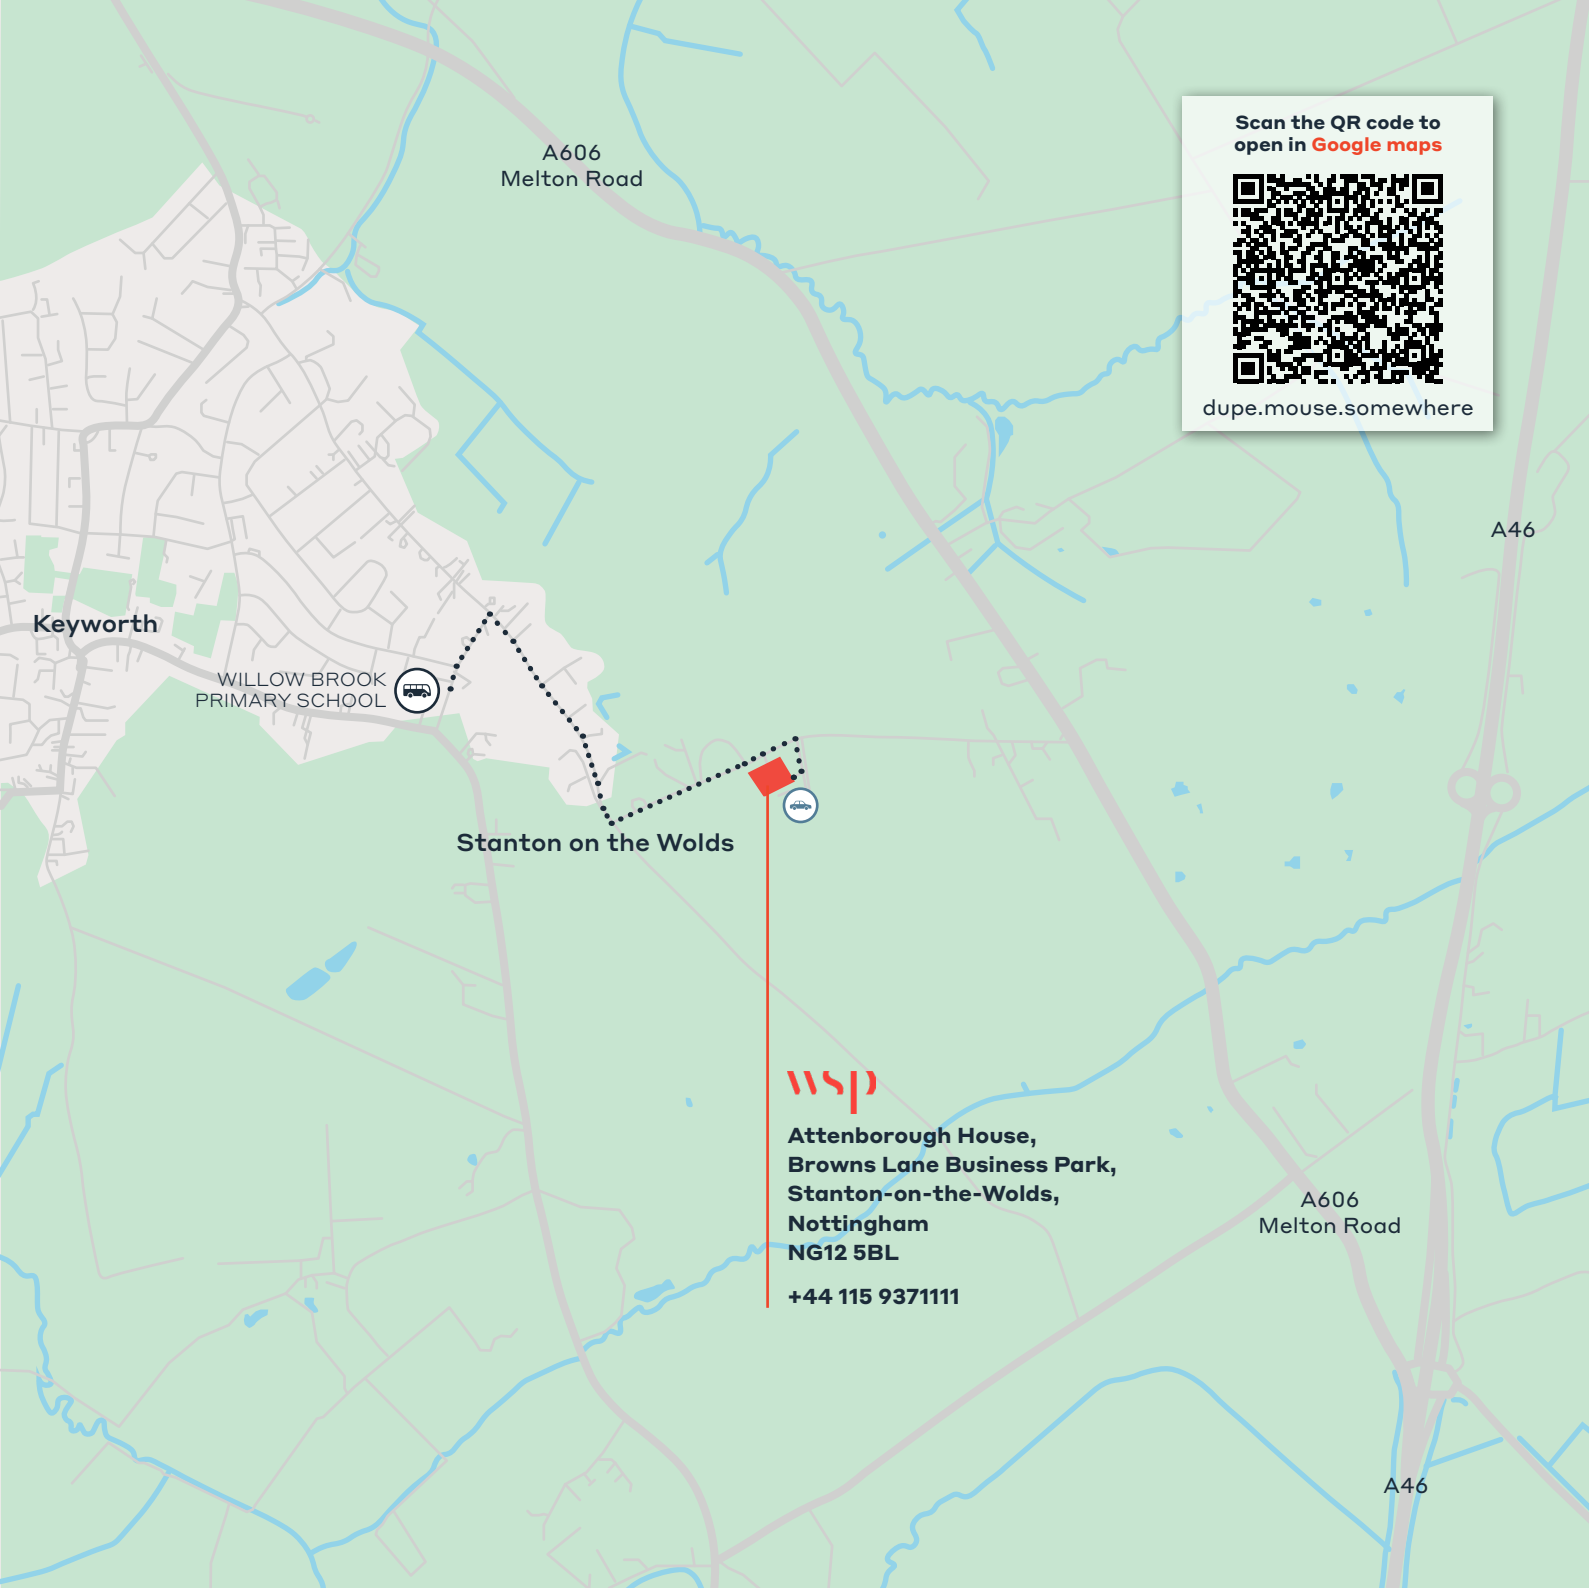 Scan the QR code to
open in Google maps
dupe.mouse.somewhere
A606
Melton Road
A46
Keyworth
WILLOW BROOK
PRIMARY SCHOOL
Stanton on the Wolds
wsp
Attenborough House,
Browns Lane Business Park,
Stanton-on-the-Wolds,
Nottingham
NG12 5BL
+44 115 9371111
A606
Melton Road
A46